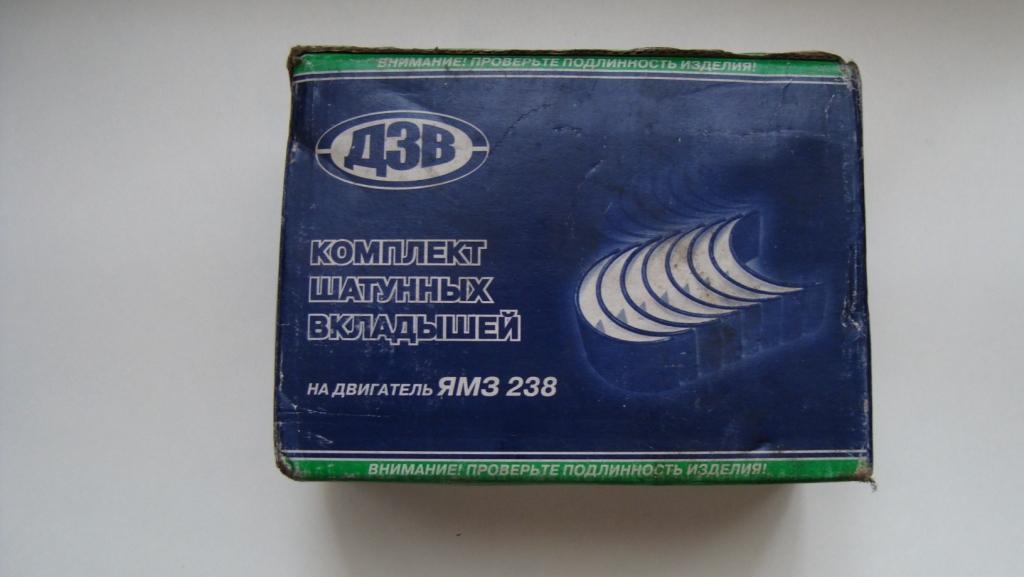 ВНИМАНИЕ! ПРОВЕРЬТЕ ПОДЛИННОСТЬ ИЗДЕЛИЯ!
ДЗВ
КОМПЛЕКТ
ШАТУННЫХ
ВКЛАДЫШЕЙ
НА ДВИГАТЕЛЬ ЯМЗ 238
ВНИМАНИЕ! ПРОВЕРЬТЕ ПОДЛИННОСТЬ ИЗДЕЛИЯ!